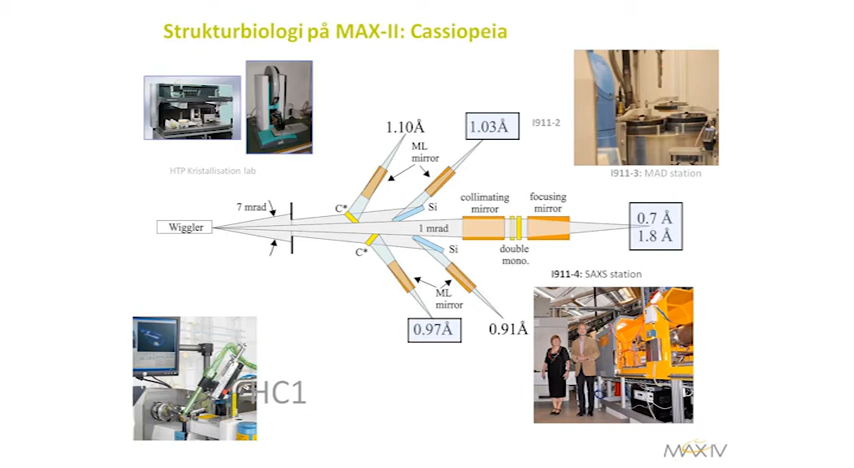 Strukturbiologi på MAX-II: Cassiopeia
1.10Å
1.03Å
I911-2
ML
mirror
HTP Kristallisation lab
I911-3: MAD station
7 mrad
C*
Si
collimating
mirror
focusing
mirror
Wiggler
1 mrad
0.7 Å
1.8 Å
C*
Si
double
mono.
ML
mirror
I911-4: SAXS station
0.97Å
0.91Å
HC1
MAX IV